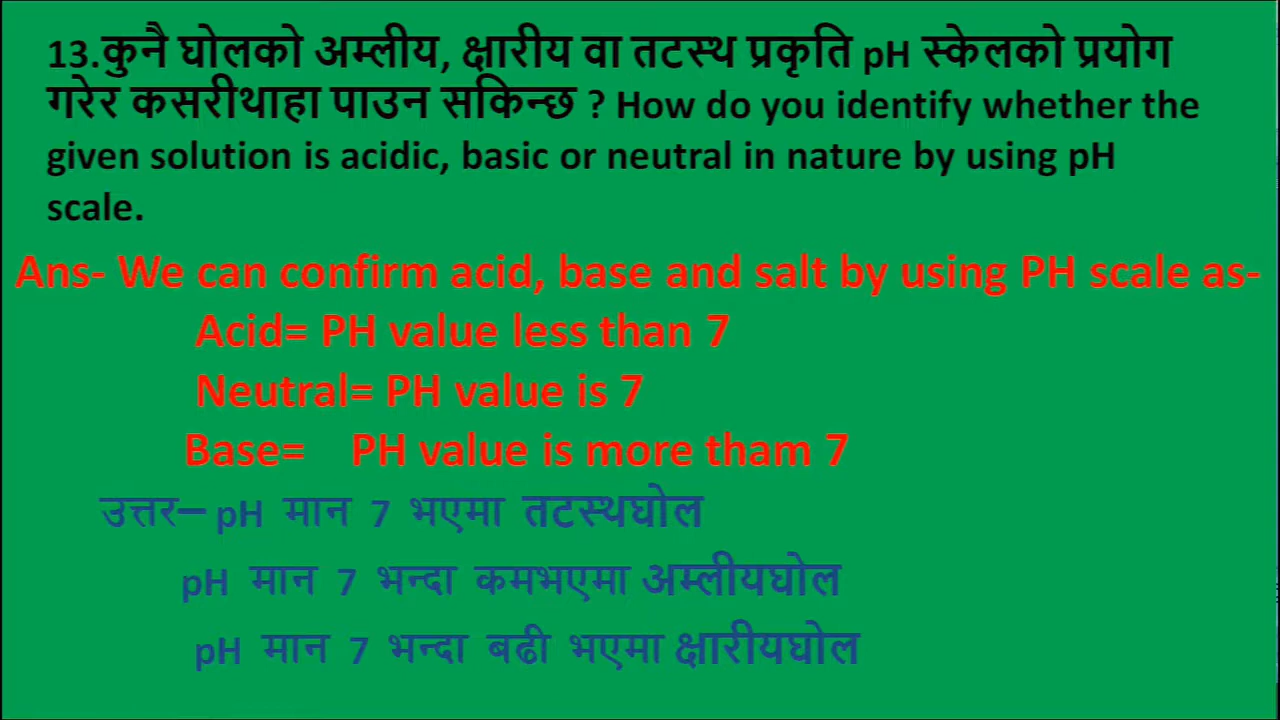 13.कुनै घोलको अम्लीय, क्षारीय वा तटस्थ प्रकृति pH स्केलको प्रयोग
गरेर कसरीथाहा पाउन सकिन्छ ? How do you identify whether the
given solution is acidic, basic or neutral in nature by using pH
scale.
Ans- We can confirm acid, base and salt by using PH scale as-
Acid= PH value less than 7
Neutral= PH value is 7
Base= PH value is more tham 7
उत्तर– pH मान 7 भएमा तटस्थघोल
pH मान 7 भन्दा कमभएमा अम्लीयघोल
pH मान 7 भन्दा बढी भएमा क्षारीयघोल